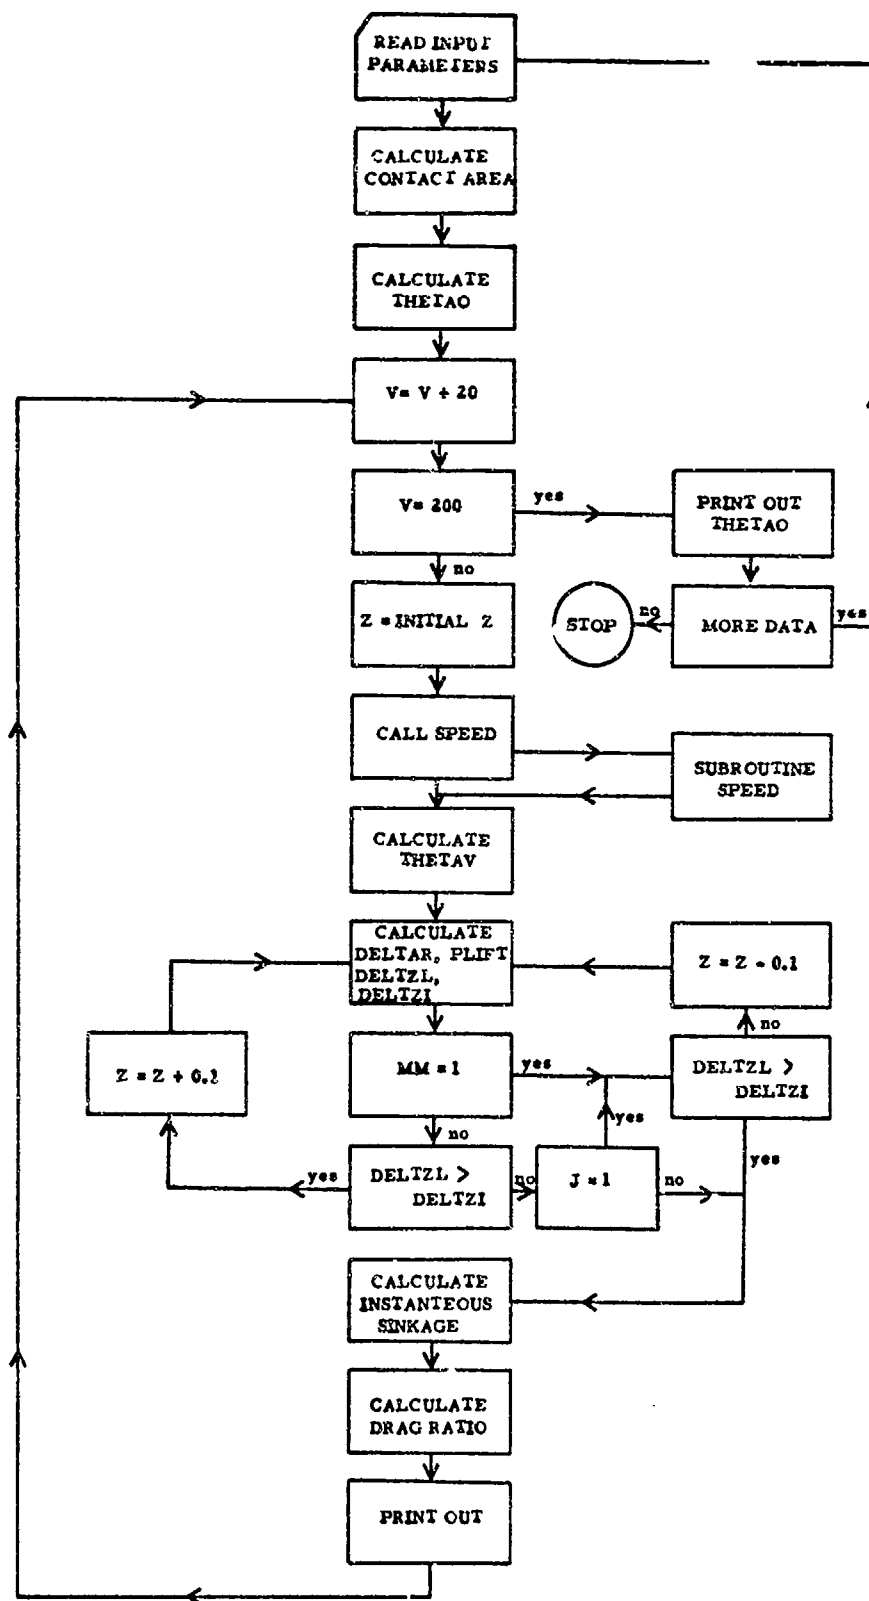 READ INPUT
PARAMETERS
CALCULATE
CONTACT AREA
CALCULATE
THETAO
V= V + 20
V= 200
yes
PRINT OUT
THETAO
no
Z = INITIAL Z
STOP
no
MORE DATA
yes
CALL SPEED
SUBROUTINE
SPEED
CALCULATE
THETAV
CALCULATE
DELTAR, PLIFT
DELTZL,
DELTZI
Z = Z - 0.1
no
Z = Z + 0.1
MM = 1
yes
DELTZL >
DELTZI
yes
no
yes
yes
DELTZL >
DELTZI
no
J = 1
no
CALCULATE
INSTANTEOUS
SINKAGE
CALCULATE
DRAG RATIO
PRINT OUT